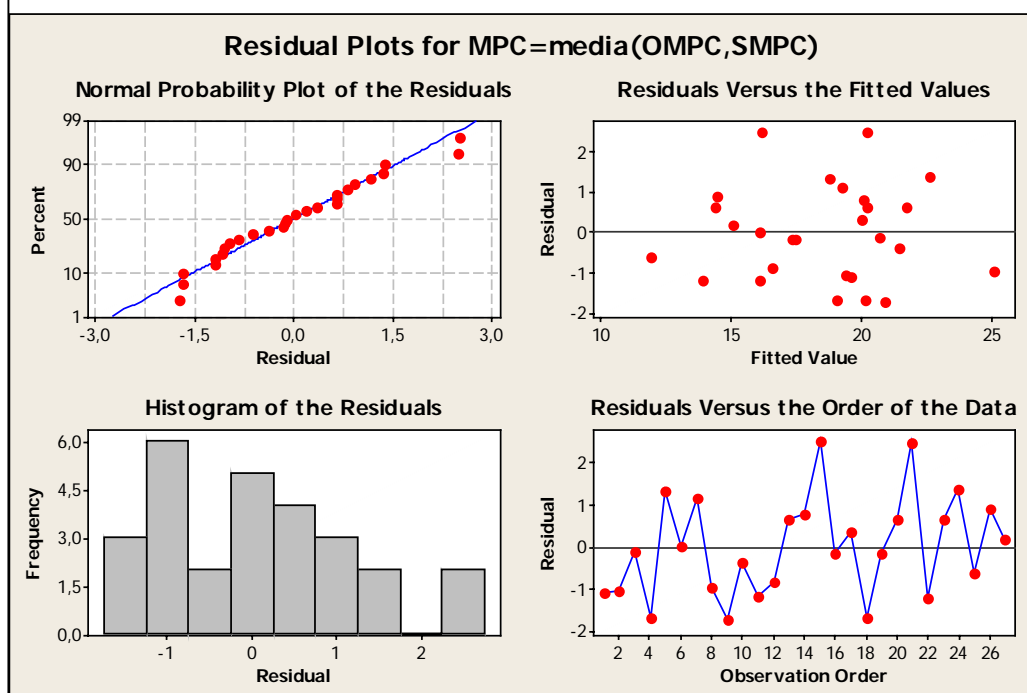 Residual Plots for MPC=media(OMPC,SMPC)
Normal Probability Plot of the Residuals
99
90
50
10
1
Percent
-3,0 -1,5 0,0 1,5 3,0
Residual
Residuals Versus the Fitted Values
2
1
0
-1
-2
Residual
10 15 20 25
Fitted Value
Histogram of the Residuals
6,0
4,5
3,0
1,5
0,0
Frequency
-1 0 1 2
Residual
Residuals Versus the Order of the Data
2
1
0
-1
-2
Residual
2 4 6 8 10 12 14 16 18 20 22 24 26
Observation Order